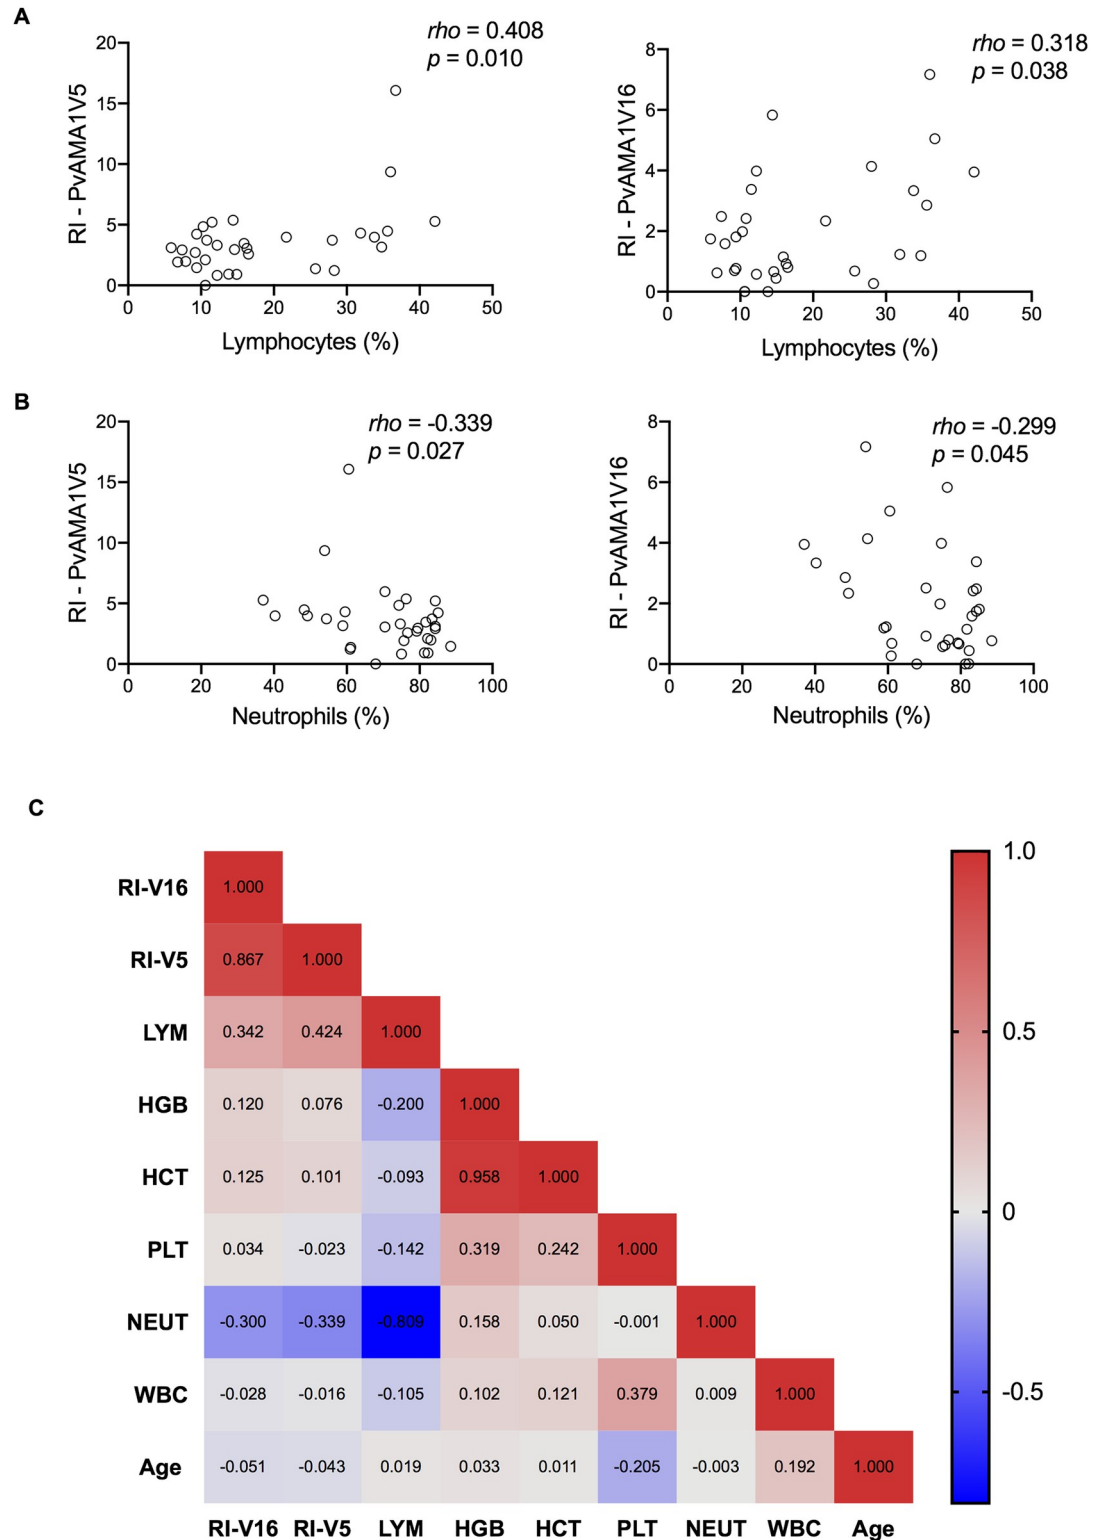 A
rho = 0.408
p = 0.010
RI - PvAMA1V5
20
15
10
5
0
0 10 20 30 40 50
Lymphocytes (%)
rho = 0.318
p = 0.038
RI - PvAMA1V16
8
6
4
2
0
0 10 20 30 40 50
Lymphocytes (%)
B
rho = -0.339
p = 0.027
RI - PvAMA1V5
20
15
10
5
0
0 20 40 60 80 100
Neutrophils (%)
rho = -0.299
p = 0.045
RI - PvAMA1V16
8
6
4
2
0
0 20 40 60 80 100
Neutrophils (%)
C
RI-V16 1.000
RI-V5 0.867 1.000
LYM 0.342 0.424 1.000
HGB 0.120 0.076 -0.200 1.000
HCT 0.125 0.101 -0.093 0.958 1.000
PLT 0.034 -0.023 -0.142 0.319 0.242 1.000
NEUT -0.300 -0.339 -0.809 0.158 0.050 -0.001 1.000
WBC -0.028 -0.016 -0.105 0.102 0.121 0.379 0.009 1.000
Age -0.051 -0.043 0.019 0.033 0.011 -0.205 -0.003 0.192 1.000
RI-V16 RI-V5 LYM HGB HCT PLT NEUT WBC Age
1.0
0.5
0
-0.5